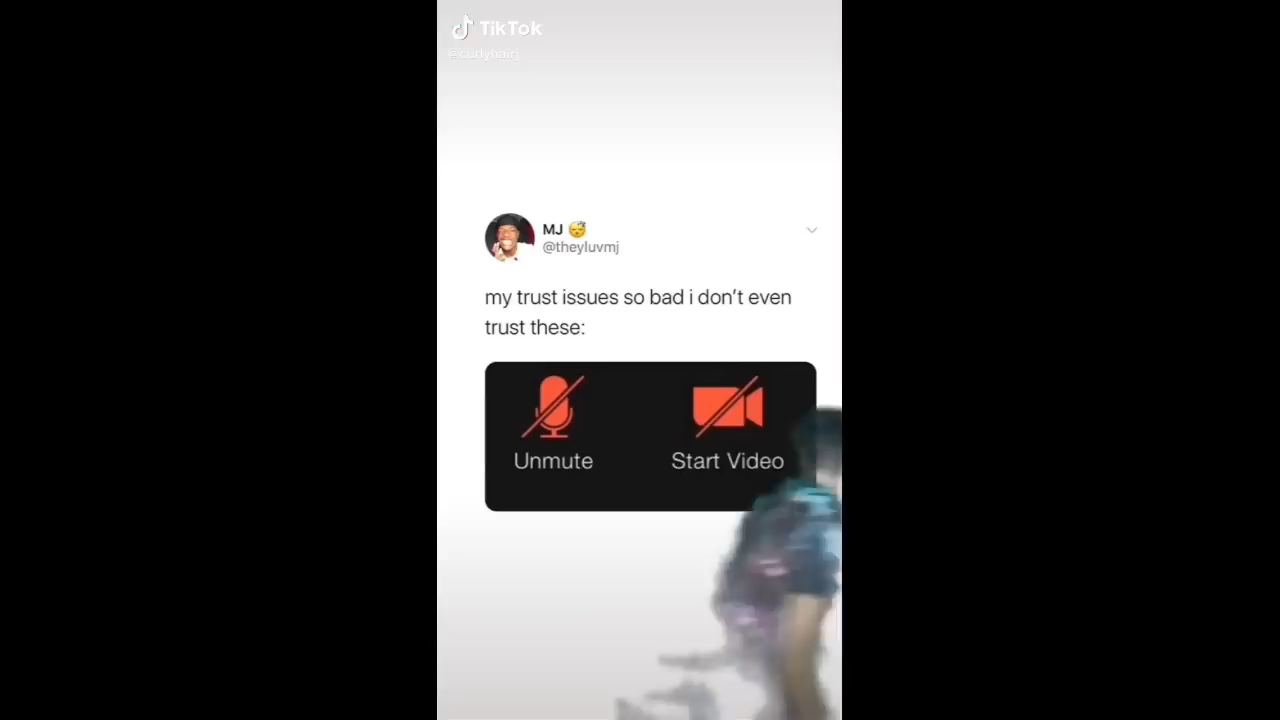 TikTok
MJ 😴
@theyluvmj
my trust issues so bad i don't even
trust these:
Unmute
Start Video